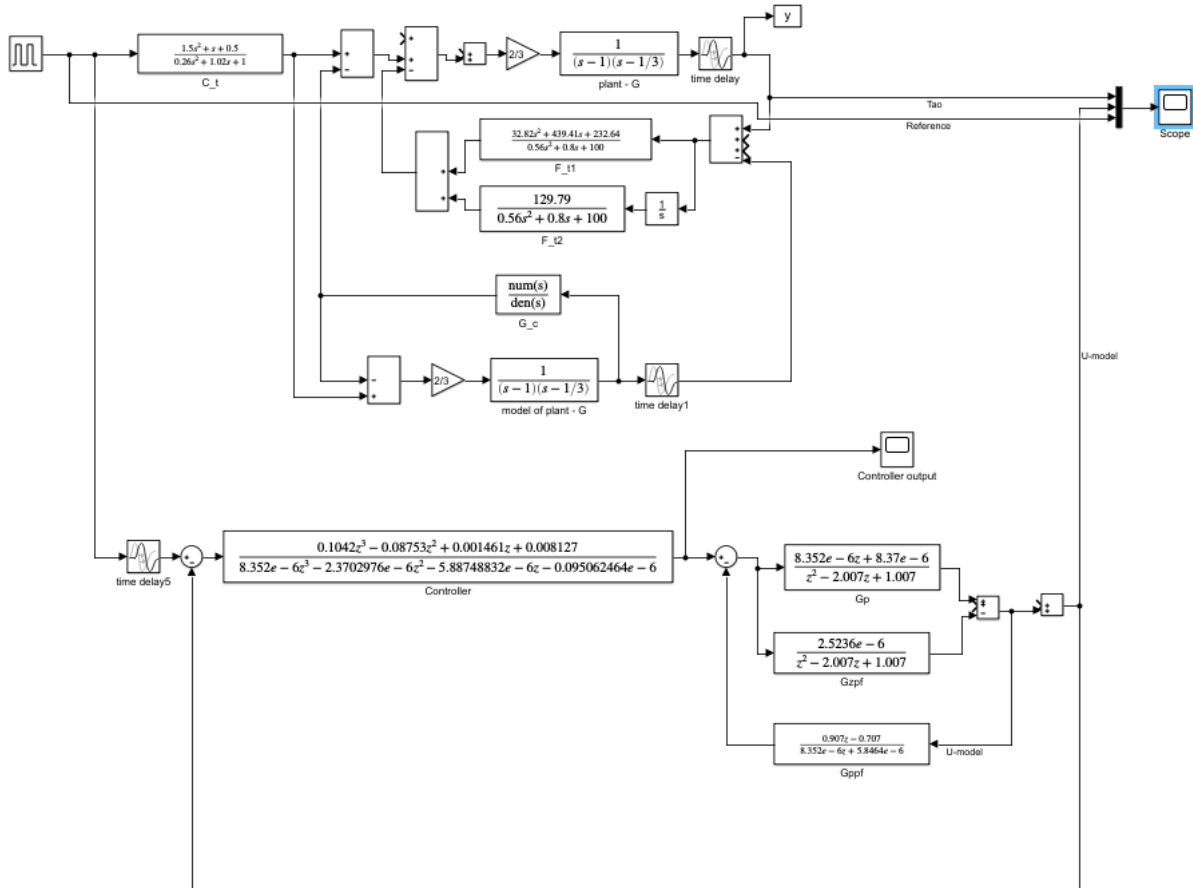 y
1.5s² + s + 0.5
0.26s² + 1.02s + 1
C_t
+
−
+
+
−
+
+
2/3
1
(s − 1)(s − 1/3)
plant - G
time delay
Tao
Reference
Scope
32.82s² + 439.41s + 232.64
0.56s² + 0.8s + 100
F_t1
+
+
−
+
+
129.79
0.56s² + 0.8s + 100
F_t2
1
s
num(s)
den(s)
G_c
U-model
−
+
2/3
1
(s − 1)(s − 1/3)
model of plant - G
time delay1
Controller output
time delay5
+
−
0.1042z³ − 0.08753z² + 0.001461z + 0.008127
8.352e − 6z³ − 2.3702976e − 6z² − 5.88748832e − 6z − 0.095062464e − 6
Controller
+
−
8.352e − 6z + 8.37e − 6
z² − 2.007z + 1.007
Gp
+
−
+
+
2.5236e − 6
z² − 2.007z + 1.007
Gzpf
0.907z − 0.707
8.352e − 6z + 5.8464e − 6
Gppf
U-model